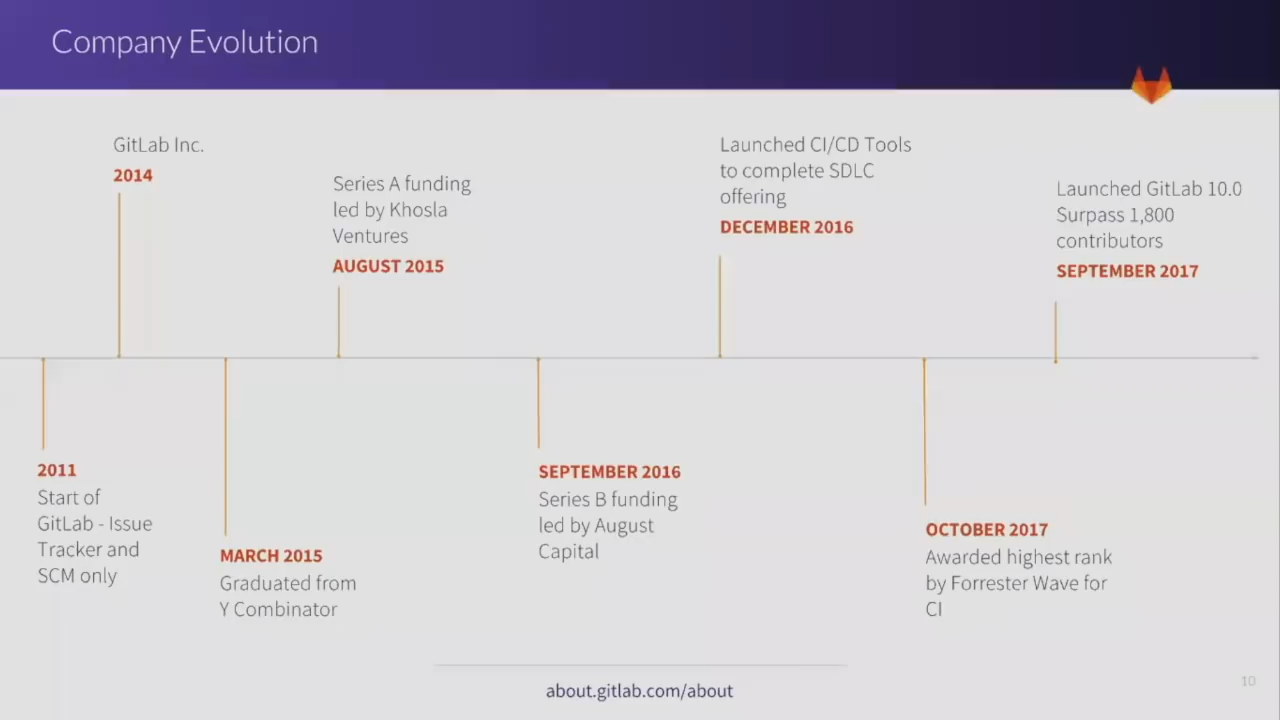 Company Evolution
GitLab Inc.
2014
Series A funding
led by Khosla
Ventures
AUGUST 2015
Launched CI/CD Tools
to complete SDLC
offering
DECEMBER 2016
Launched GitLab 10.0
Surpass 1,800
contributors
SEPTEMBER 2017
2011
Start of
GitLab - Issue
Tracker and
SCM only
MARCH 2015
Graduated from
Y Combinator
SEPTEMBER 2016
Series B funding
led by August
Capital
OCTOBER 2017
Awarded highest rank
by Forrester Wave for
CI
about.gitlab.com/about
10